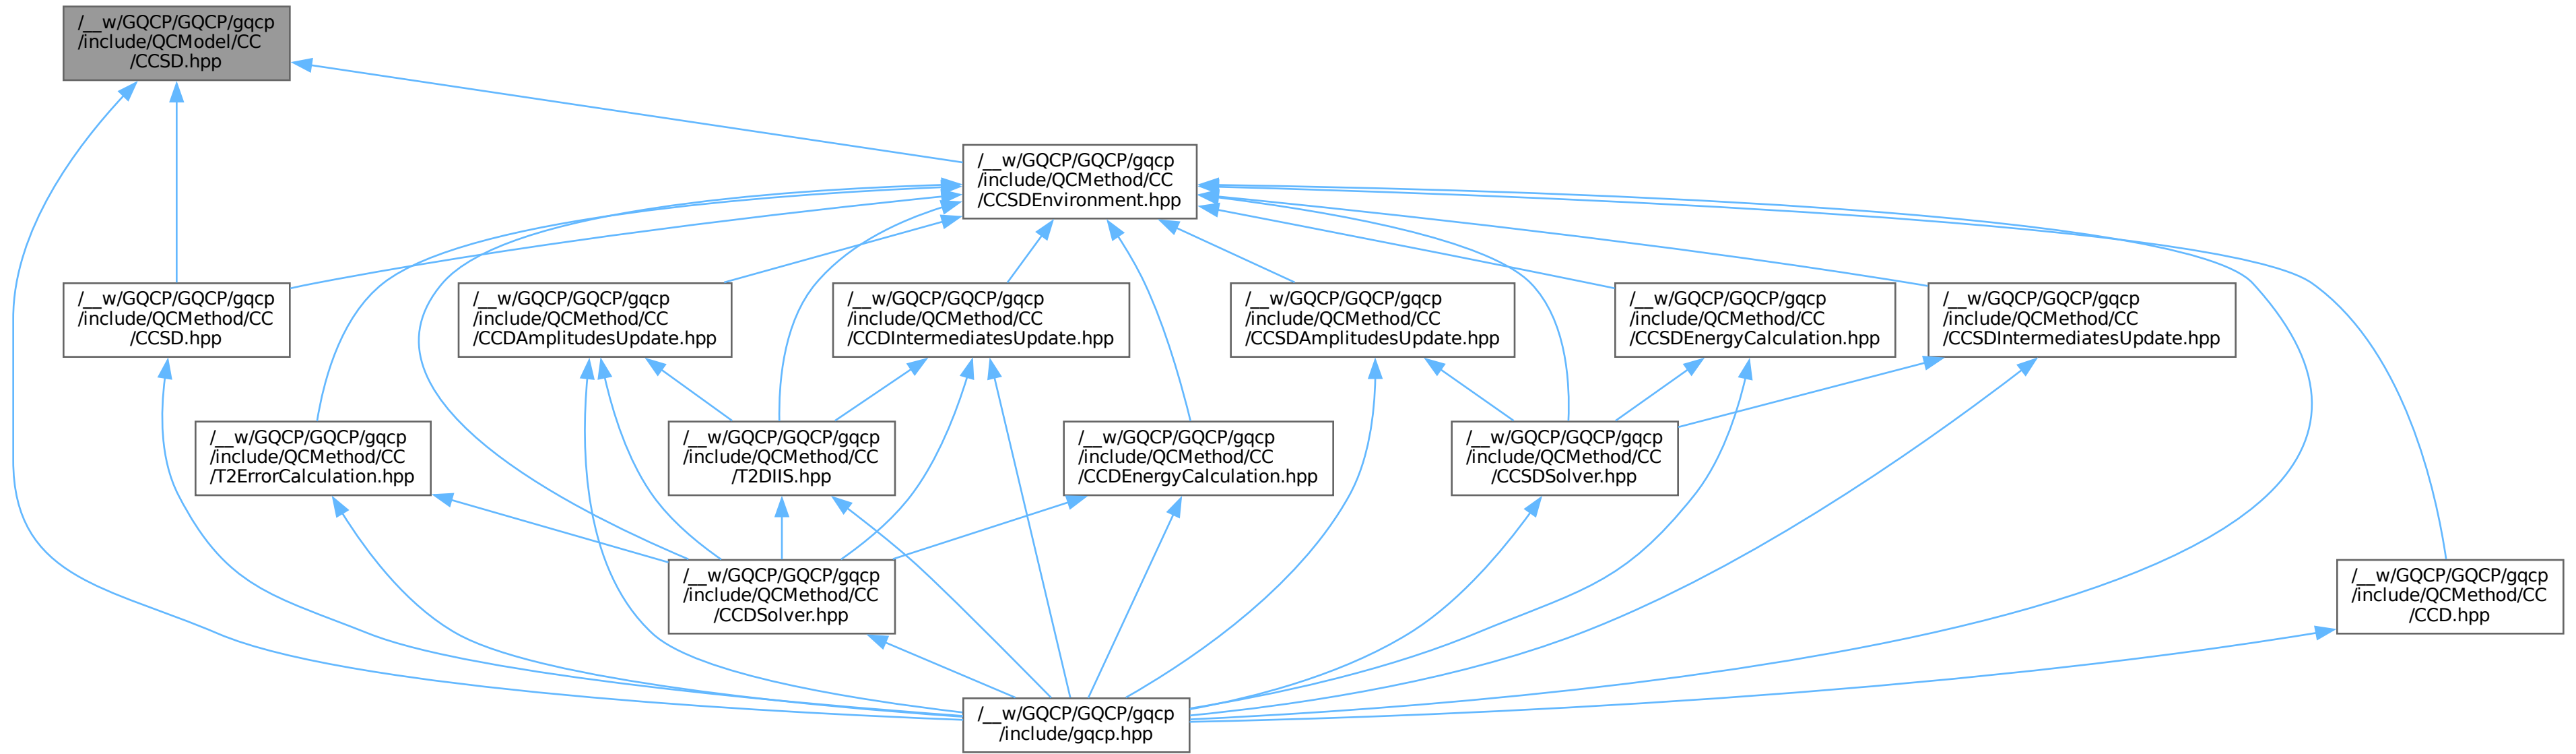 /__w/GQCP/GQCP/gqcp
/include/QCModel/CC
/CCSD.hpp
/__w/GQCP/GQCP/gqcp
/include/QCMethod/CC
/CCSDEnvironment.hpp
/__w/GQCP/GQCP/gqcp
/include/QCMethod/CC
/CCSD.hpp
/__w/GQCP/GQCP/gqcp
/include/QCMethod/CC
/CCDAmplitudesUpdate.hpp
/__w/GQCP/GQCP/gqcp
/include/QCMethod/CC
/CCDIntermediatesUpdate.hpp
/__w/GQCP/GQCP/gqcp
/include/QCMethod/CC
/CCSDAmplitudesUpdate.hpp
/__w/GQCP/GQCP/gqcp
/include/QCMethod/CC
/CCSDEnergyCalculation.hpp
/__w/GQCP/GQCP/gqcp
/include/QCMethod/CC
/CCSDIntermediatesUpdate.hpp
/__w/GQCP/GQCP/gqcp
/include/QCMethod/CC
/T2ErrorCalculation.hpp
/__w/GQCP/GQCP/gqcp
/include/QCMethod/CC
/T2DIIS.hpp
/__w/GQCP/GQCP/gqcp
/include/QCMethod/CC
/CCDEnergyCalculation.hpp
/__w/GQCP/GQCP/gqcp
/include/QCMethod/CC
/CCSDSolver.hpp
/__w/GQCP/GQCP/gqcp
/include/QCMethod/CC
/CCDSolver.hpp
/__w/GQCP/GQCP/gqcp
/include/QCMethod/CC
/CCD.hpp
/__w/GQCP/GQCP/gqcp
/include/gqcp.hpp